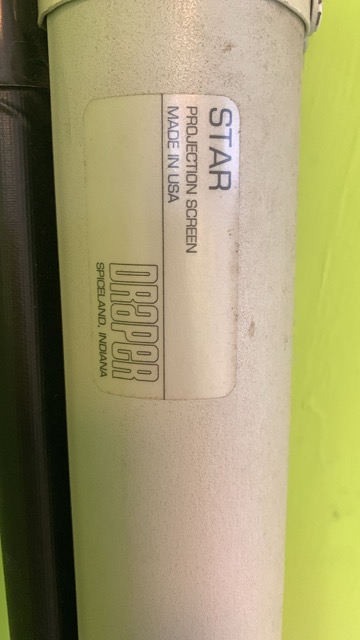 STAR
PROJECTION SCREEN
MADE IN USA
DRAPER
SPICELAND, INDIANA